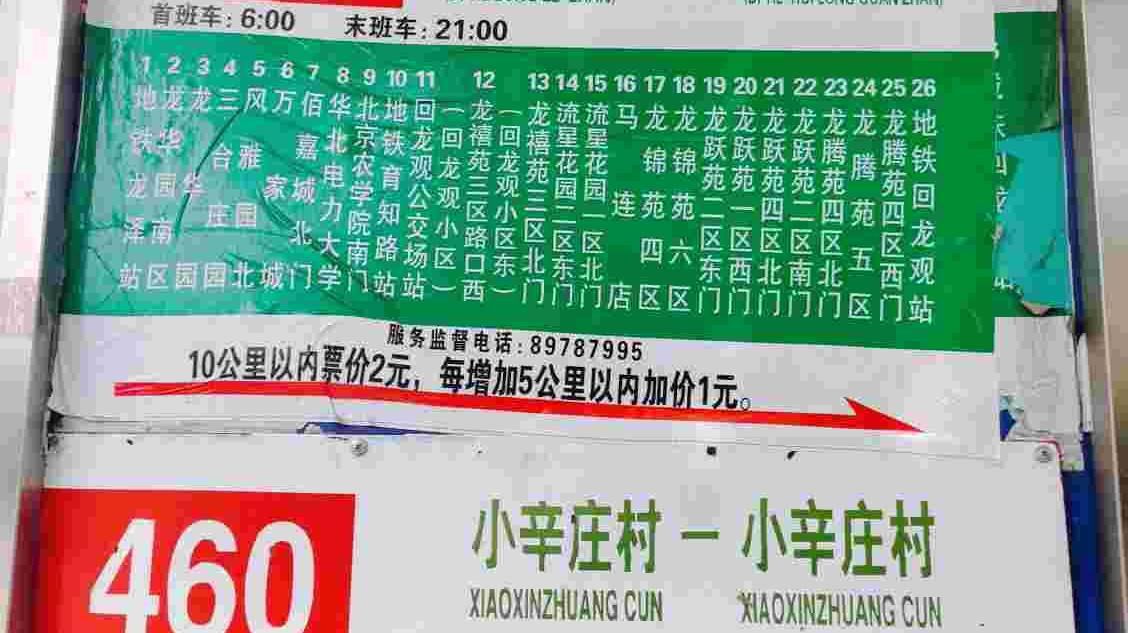 首班车: 6:00 末班车: 21:00
1 2 3 4 5 6 7 8 9 10 11 12 13 14 15 16 17 18 19 20 21 22 23 24 25 26
地铁龙泽站
龙华园南区
龙华园
三合庄园
风雅园北
万家城
佰嘉城北门
华北电力大学
北京农学院南门
地铁育知路站
回龙观公交场站
(回龙观小区)
龙禧苑三区路口西
(回龙观小区东)
龙禧苑三区北门
流星花园二区东门
流星花园一区北门
马连店
龙锦苑四区
龙锦苑六区
龙跃苑二区东门
龙跃苑一区西门
龙跃苑四区北门
龙跃苑二区南门
龙腾苑四区北门
龙腾苑五区
龙腾苑四区西门
地铁回龙观站
服务监督电话: 89787995
10公里以内票价2元，每增加5公里以内加价1元。
460
小辛庄村 — 小辛庄村
XIAOXINZHUANG CUN XIAOXINZHUANG CUN